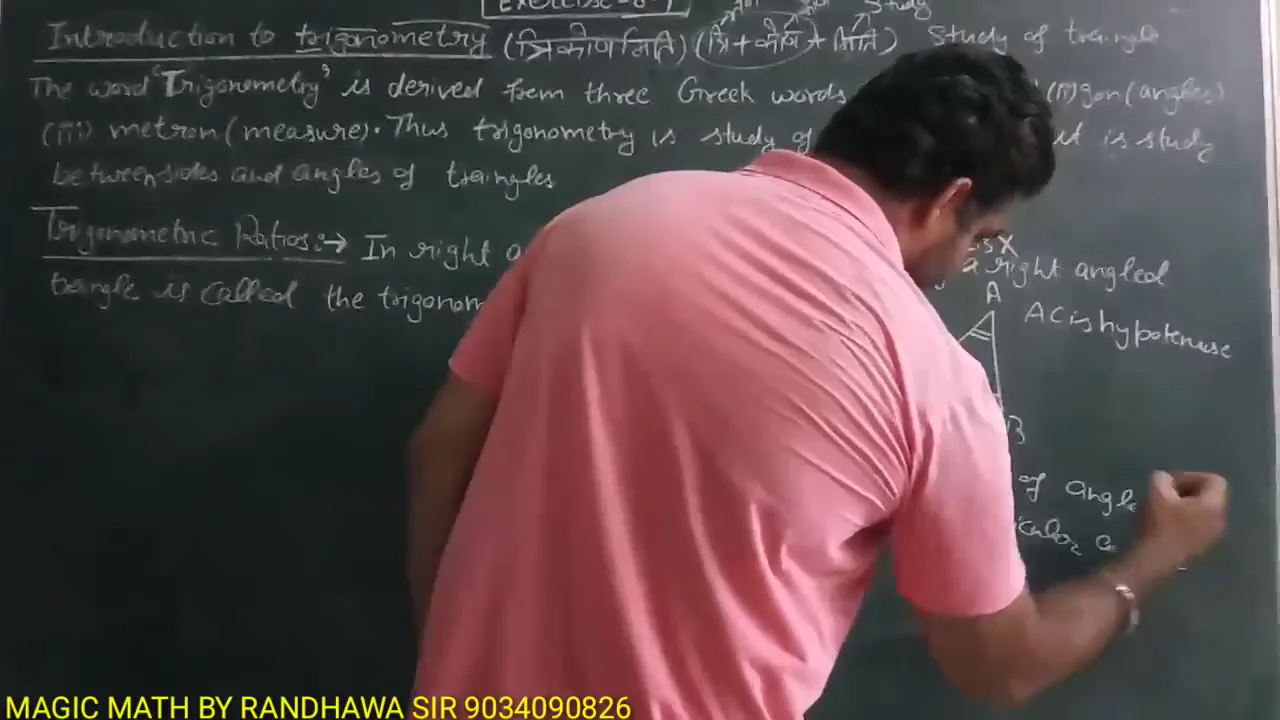 Introduction to trigonometry (त्रिकोणमिति) (त्रि+कोण+मिति) Study of triangle
The word 'Trigonometry' is derived from three Greek words (ii) gon (angles)
(iii) metron (measure). Thus trigonometry is study of it is study
between sides and angles of traingles.
Trigonometric Ratios:→ In right a right angled
trangle is called the trigonom
A
AC is hypotenuse
B
of angle
MAGIC MATH BY RANDHAWA SIR 9034090826